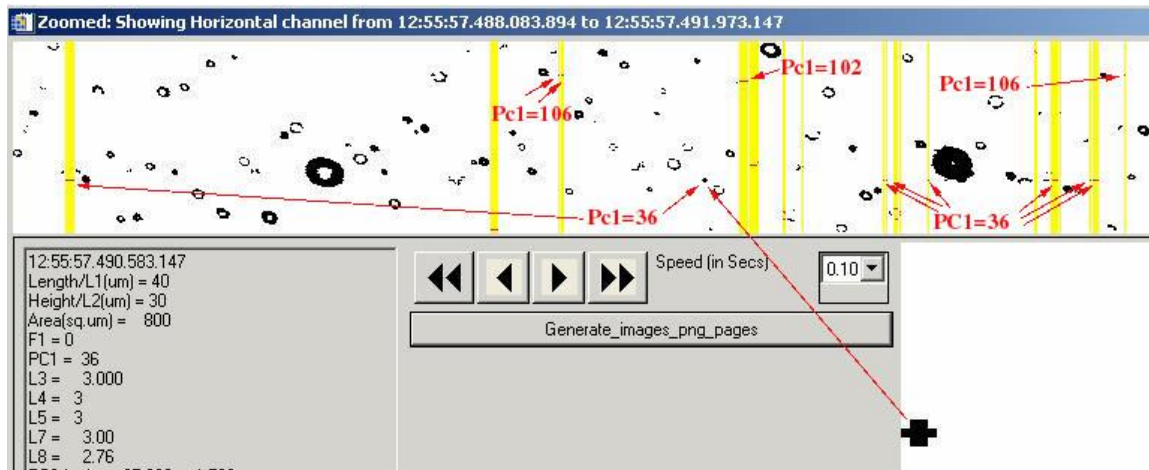 Zoomed: Showing Horizontal channel from 12:55:57.488.083.894 to 12:55:57.491.973.147
Pc1=102
Pc1=106
Pc1=106
Pc1=36
PC1=36
12:55:57.490.583.147
Length/L1(um) = 40
Height/L2(um) = 30
Area(sq.um) = 800
F1 = 0
PC1 = 36
L3 = 3.000
L4 = 3
L5 = 3
L7 = 3.00
L8 = 2.76
Speed (in Secs)
0.10
Generate_images_png_pages